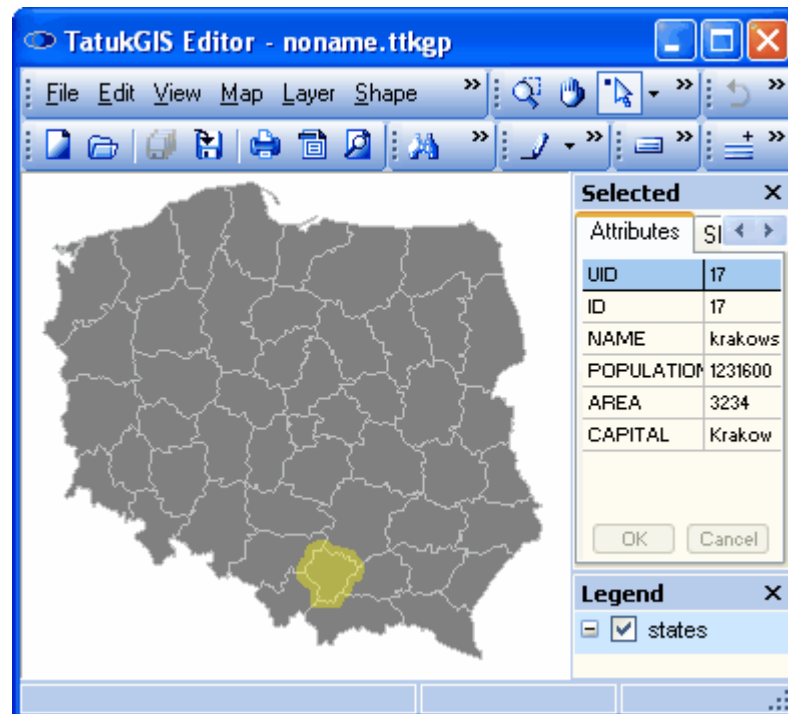 TatukGIS Editor - noname.ttkgp
File Edit View Map Layer Shape
Selected
Attributes
UID 17
ID 17
NAME krakows
POPULATION 1231600
AREA 3234
CAPITAL Krakow
OK Cancel
Legend
states